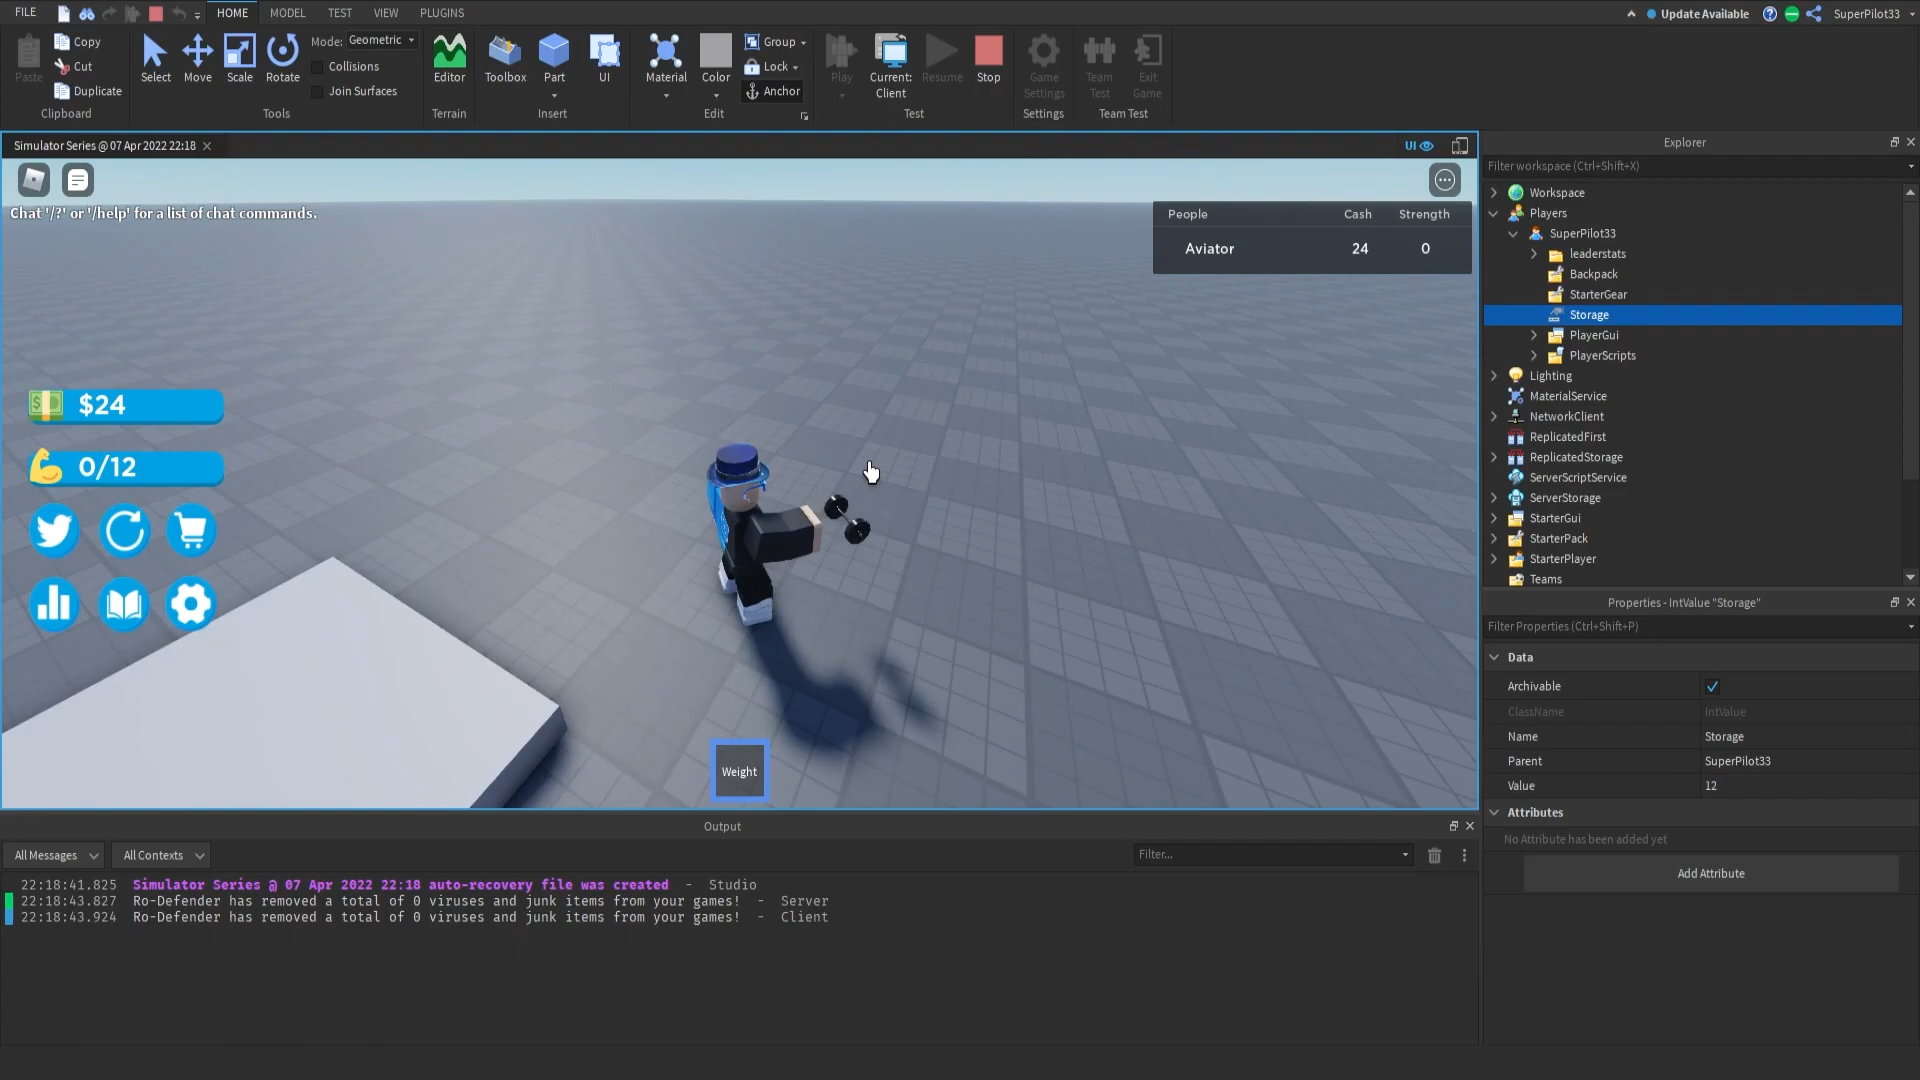 FILE
HOME
MODEL
TEST
VIEW
PLUGINS
Update Available
SuperPilot33
Paste
Copy
Cut
Duplicate
Clipboard
Select
Move
Scale
Rotate
Mode: Geometric
Collisions
Join Surfaces
Tools
Editor
Terrain
Toolbox
Part
UI
Insert
Material
Color
Group
Lock
Anchor
Edit
Play
Current:
Client
Resume
Stop
Test
Game
Settings
Settings
Team
Test
Exit
Game
Team Test
Simulator Series @ 07 Apr 2022 22:18
UI
Chat '/?' or '/help' for a list of chat commands.
People Cash Strength
Aviator 24 0
$24
0/12
Weight
Explorer
Filter workspace (Ctrl+Shift+X)
Workspace
Players
SuperPilot33
leaderstats
Backpack
StarterGear
Storage
PlayerGui
PlayerScripts
Lighting
MaterialService
NetworkClient
ReplicatedFirst
ReplicatedStorage
ServerScriptService
ServerStorage
StarterGui
StarterPack
StarterPlayer
Teams
Properties - IntValue "Storage"
Filter Properties (Ctrl+Shift+P)
Data
Archivable
ClassName IntValue
Name Storage
Parent SuperPilot33
Value 12
Attributes
No Attribute has been added yet
Add Attribute
Output
All Messages
All Contexts
Filter...
22:18:41.825 Simulator Series @ 07 Apr 2022 22:18 auto-recovery file was created - Studio
22:18:43.827 Ro-Defender has removed a total of 0 viruses and junk items from your games! - Server
22:18:43.924 Ro-Defender has removed a total of 0 viruses and junk items from your games! - Client